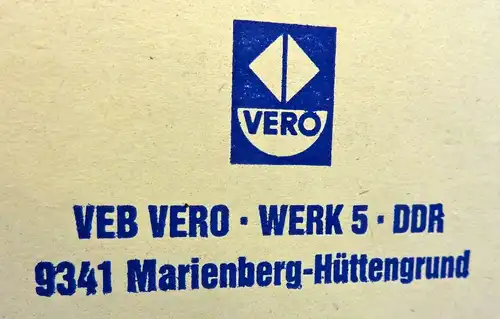 VERO
VEB VERO · WERK 5 · DDR
9341 Marienberg-Hüttengrund